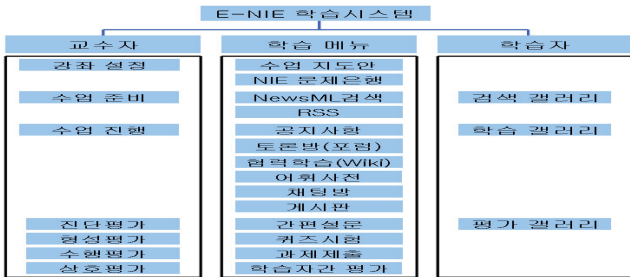 E-NIE 학습시스템
교수자 학습 메뉴 학습자
강좌 설정 수업 지도안
NIE 문제은행
수업 준비 NewsML검색 검색 갤러리
RSS
수업 진행 공지사항 학습 갤러리
토론방(포럼)
협력학습(Wiki)
어휘사전
채팅방
게시판
진단평가 간편설문 평가 갤러리
형성평가 퀴즈시험
수행평가 과제제출
상호평가 학습자간 평가